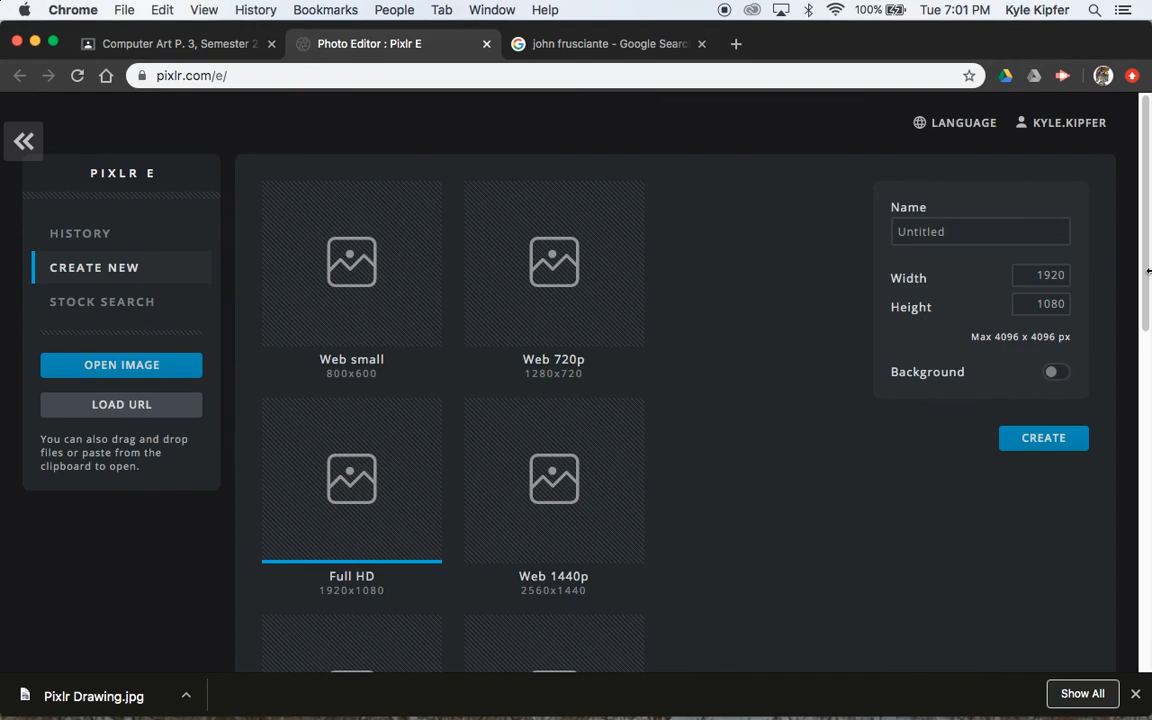 Chrome File Edit View History Bookmarks People Tab Window Help 100% Tue 7:01 PM Kyle Kipfer
Computer Art P. 3, Semester 2 Photo Editor : Pixlr E john frusciante - Google Searc
pixlr.com/e/
LANGUAGE KYLE.KIPFER
PIXLR E
HISTORY
CREATE NEW
STOCK SEARCH
OPEN IMAGE
LOAD URL
You can also drag and drop
files or paste from the
clipboard to open.
Web small
800x600
Web 720p
1280x720
Full HD
1920x1080
Web 1440p
2560x1440
Name
Untitled
Width 1920
Height 1080
Max 4096 x 4096 px
Background
CREATE
Pixlr Drawing.jpg
Show All